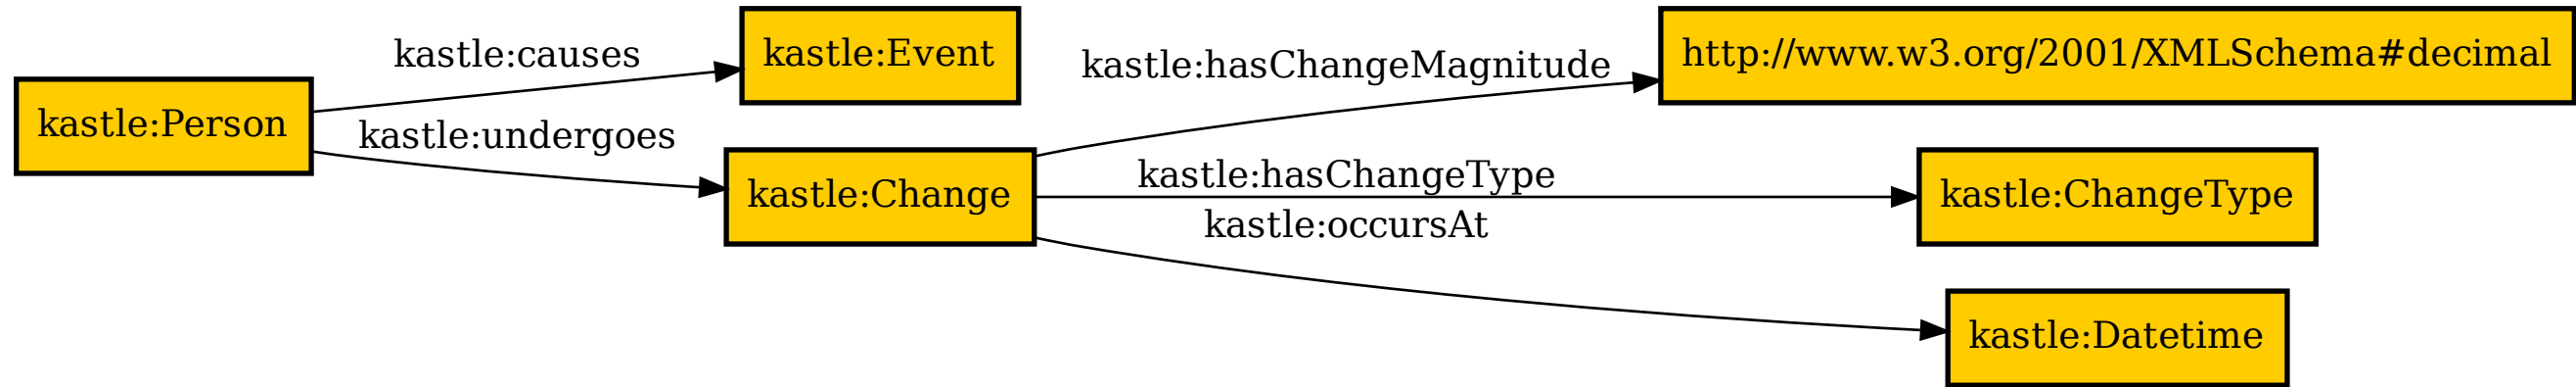 kastle:Person
kastle:causes
kastle:undergoes
kastle:Event
kastle:Change
kastle:hasChangeMagnitude
kastle:hasChangeType
kastle:occursAt
http://www.w3.org/2001/XMLSchema#decimal
kastle:ChangeType
kastle:Datetime